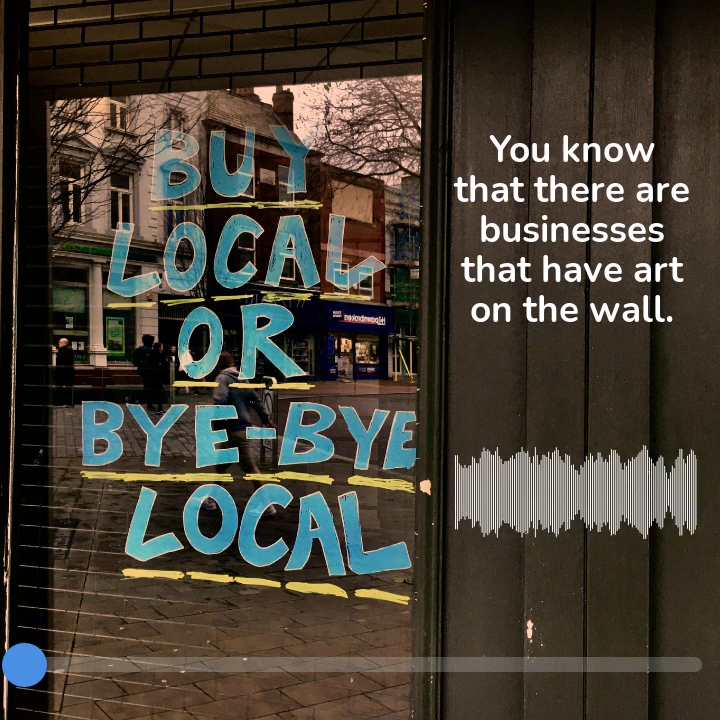 BUY
LOCAL
OR
BYE-BYE
LOCAL
You know
that there are
businesses
that have art
on the wall.